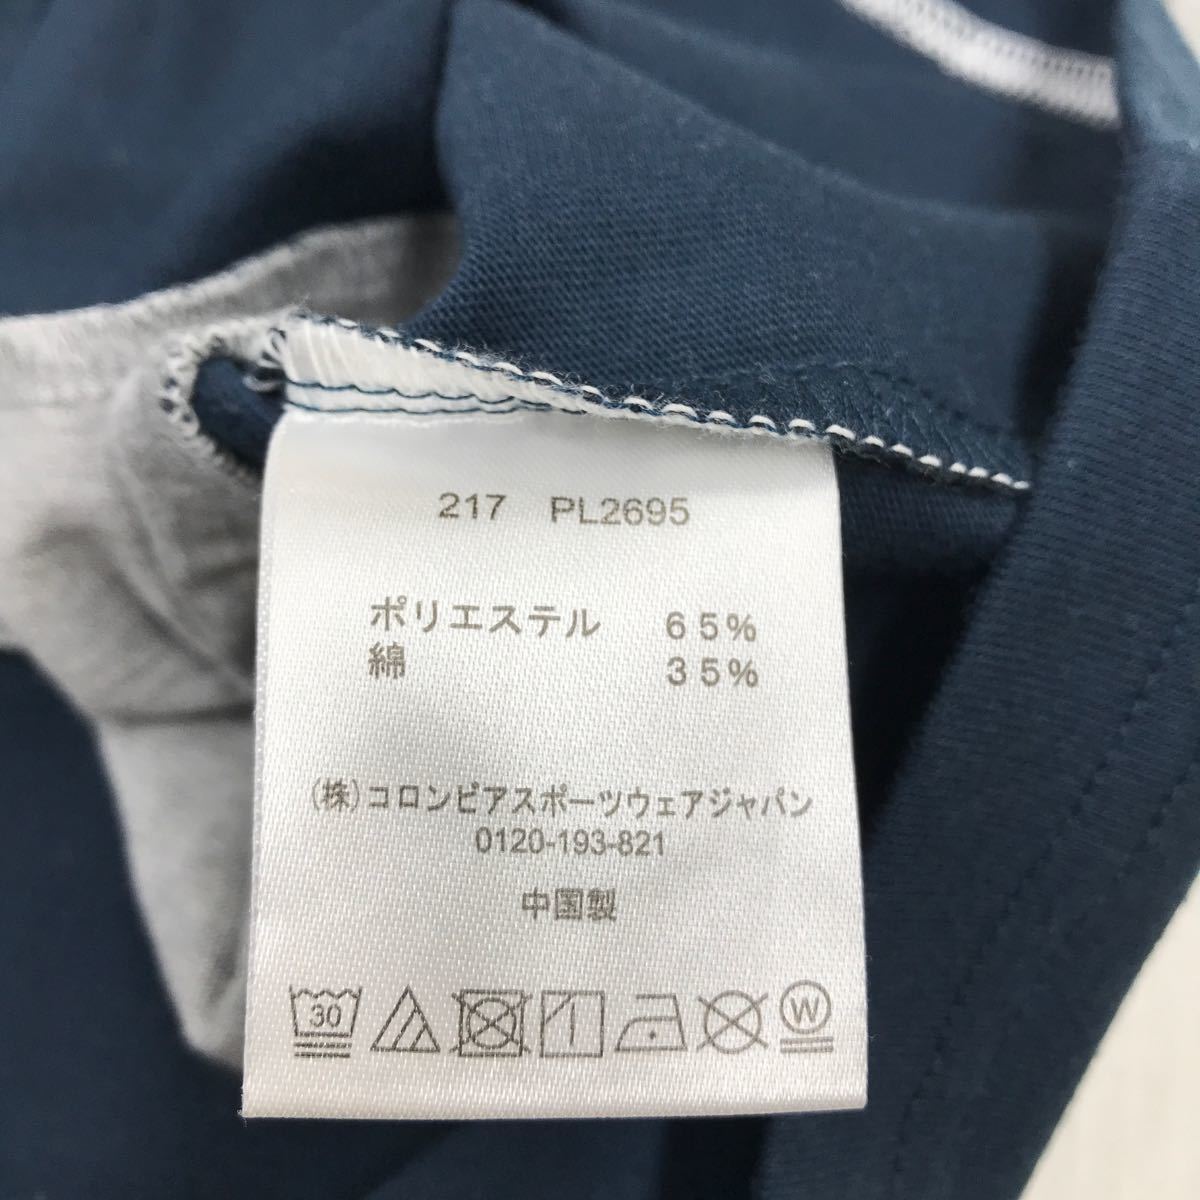 217 PL2695
ポリエステル 65%
綿 35%
(株)コロンビアスポーツウェアジャパン
0120-193-821
中国製
30 W